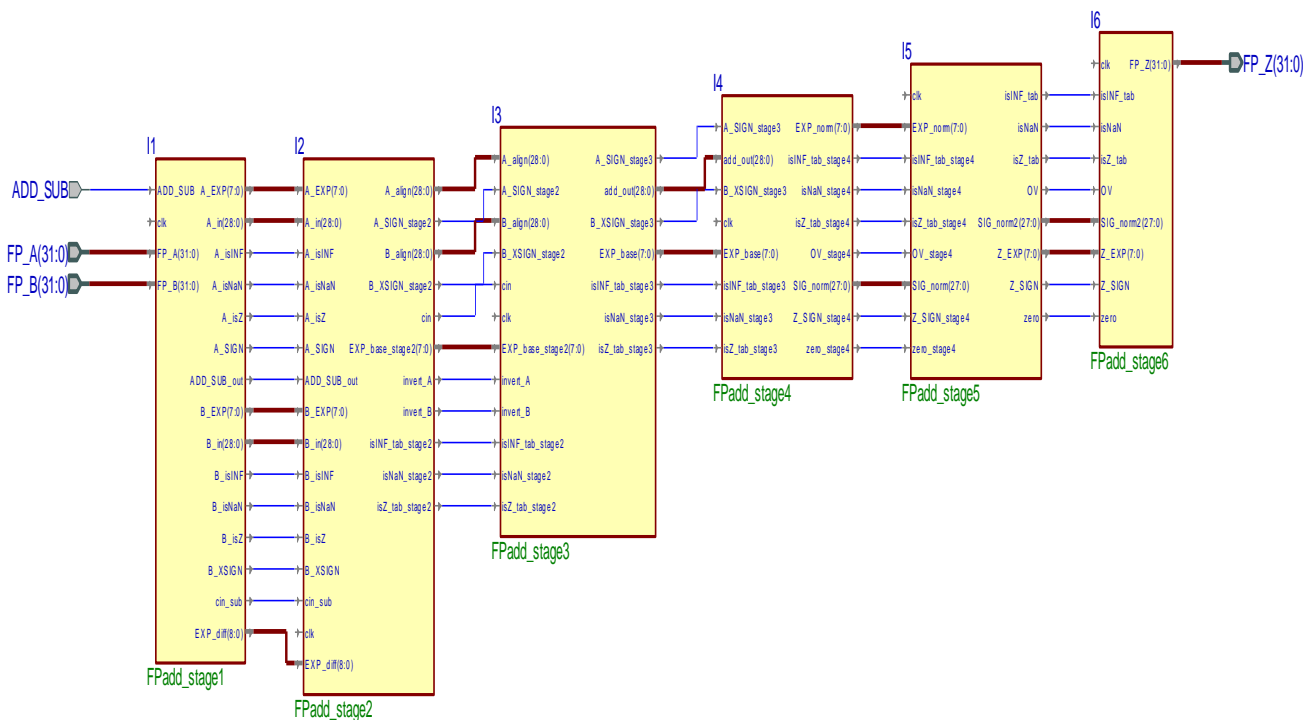 ADD_SUB
FP_A(31:0)
FP_B(31:0)
I1
ADD_SUB A_EXP(7:0)
clk A_in(28:0)
FP_A(31:0) A_isINF
FP_B(31:0) A_isNaN
A_isZ
A_SIGN
ADD_SUB_out
B_EXP(7:0)
B_in(28:0)
B_isINF
B_isNaN
B_isZ
B_XSIGN
cin_sub
EXP_diff(8:0)
FPadd_stage1
I2
A_EXP(7:0) A_align(28:0)
A_in(28:0) A_SIGN_stage2
A_isINF B_align(28:0)
A_isNaN B_XSIGN_stage2
A_isZ cin
A_SIGN EXP_base_stage2(7:0)
ADD_SUB_out invert_A
B_EXP(7:0) invert_B
B_in(28:0) isINF_tab_stage2
B_isINF isNaN_stage2
B_isNaN isZ_tab_stage2
B_isZ
B_XSIGN
cin_sub
clk
EXP_diff(8:0)
FPadd_stage2
I3
A_align(28:0) A_SIGN_stage3
A_SIGN_stage2 add_out(28:0)
B_align(28:0) B_XSIGN_stage3
B_XSIGN_stage2 EXP_base(7:0)
cin isINF_tab_stage3
clk isNaN_stage3
EXP_base_stage2(7:0) isZ_tab_stage3
invert_A
invert_B
isINF_tab_stage2
isNaN_stage2
isZ_tab_stage2
FPadd_stage3
I4
A_SIGN_stage3 EXP_norm(7:0)
add_out(28:0) isINF_tab_stage4
B_XSIGN_stage3 isNaN_stage4
clk isZ_tab_stage4
EXP_base(7:0) OV_stage4
isINF_tab_stage3 SIG_norm(27:0)
isNaN_stage3 Z_SIGN_stage4
isZ_tab_stage3 zero_stage4
FPadd_stage4
I5
clk isINF_tab
EXP_norm(7:0) isNaN
isINF_tab_stage4 isZ_tab
isNaN_stage4 OV
isZ_tab_stage4 SIG_norm2(27:0)
OV_stage4 Z_EXP(7:0)
SIG_norm(27:0) Z_SIGN
Z_SIGN_stage4 zero
zero_stage4
FPadd_stage5
I6
clk FP_Z(31:0)
isINF_tab
isNaN
isZ_tab
OV
SIG_norm2(27:0)
Z_EXP(7:0)
Z_SIGN
zero
FPadd_stage6
FP_Z(31:0)